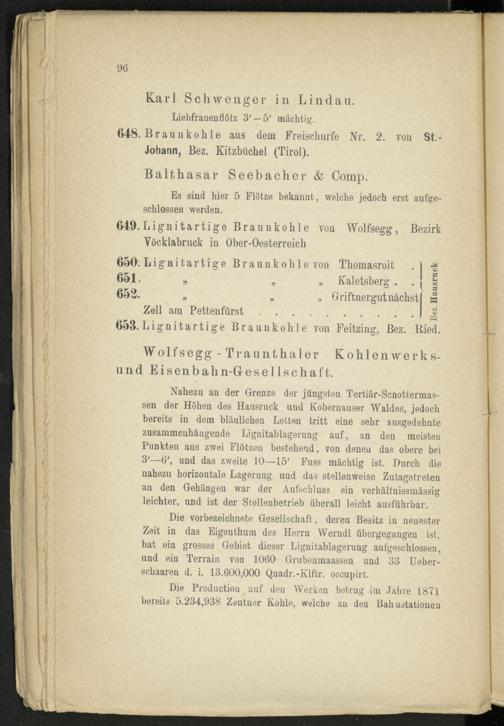 96
Karl Schwenger in Lindau.
Liebfrauenflötz 3'—5' mächtig.
648. Braunkohle aus dem Freischurfe Nr. 2. von St.-
Johann, Bez. Kitzbüchel (Tirol).
Balthasar Seebacher & Comp.
Es sind hier 5 Flötze bekannt, welche jedoch erst aufge-
schlossen werden.
649. Lignitartige Braunkohle von Wolfsegg, Bezirk
Vöcklabruck in Ober-Oesterreich
650. Lignitartige Braunkohle von Thomasroit .
651. „ „ „ Kaletsberg . .
652. „ „ „ Griftnergut nächst
Zell am Pettenfürst . . . . . . . . .
Bez. Hausruck
653. Lignitartige Braunkohle von Feitzing, Bez. Ried.
Wolfsegg-Traunthaler Kohlenwerks-
und Eisenbahn-Gesellschaft.
Nahezu an der Grenze der jüngsten Tertiär-Schottermas-
sen der Höhen des Hausruck und Kobernauser Waldes, jedoch
bereits in dem bläulichen Letten tritt eine sehr ausgedehnte
zusammenhängende Lignitablagerung auf, an den meisten
Punkten aus zwei Flötzen bestehend, von denen das obere bei
3'—6', und das zweite 10—15' Fuss mächtig ist. Durch die
nahezu horizontale Lagerung und das stellenweise Zutagetreten
an den Gehängen war der Aufschluss ein verhältnissmässig
leichter, und ist der Stollenbetrieb überall leicht ausführbar.
Die vorbezeichnete Gesellschaft, deren Besitz in neuester
Zeit in das Eigenthum des Herrn Werndl übergegangen ist,
hat ein grosses Gebiet dieser Lignitablagerung aufgeschlossen,
und ein Terrain von 1060 Grubenmaassen und 33 Ueber-
schaaren d. i. 13.600,000 Quadr.-Klftr. occupirt.
Die Production auf den Werken betrug im Jahre 1871
bereits 5.234,938 Zentner Kohle, welche an den Bahnstationen